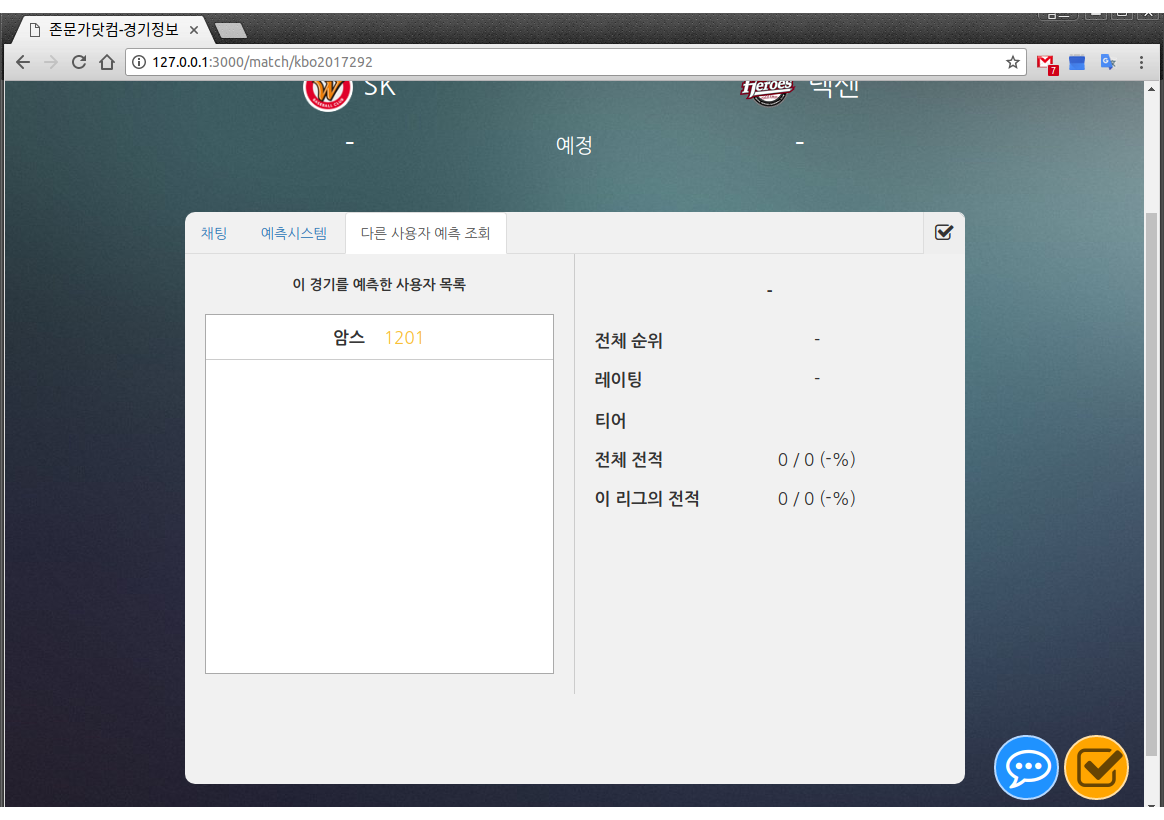 존문가닷컴-경기정보
127.0.0.1:3000/match/kbo2017292
7
SK
Heroes 넥센
- 예정 -
채팅 예측시스템 다른 사용자 예측 조회
이 경기를 예측한 사용자 목록
암스 1201
-
전체 순위 -
레이팅 -
티어
전체 전적 0 / 0 (-%)
이 리그의 전적 0 / 0 (-%)